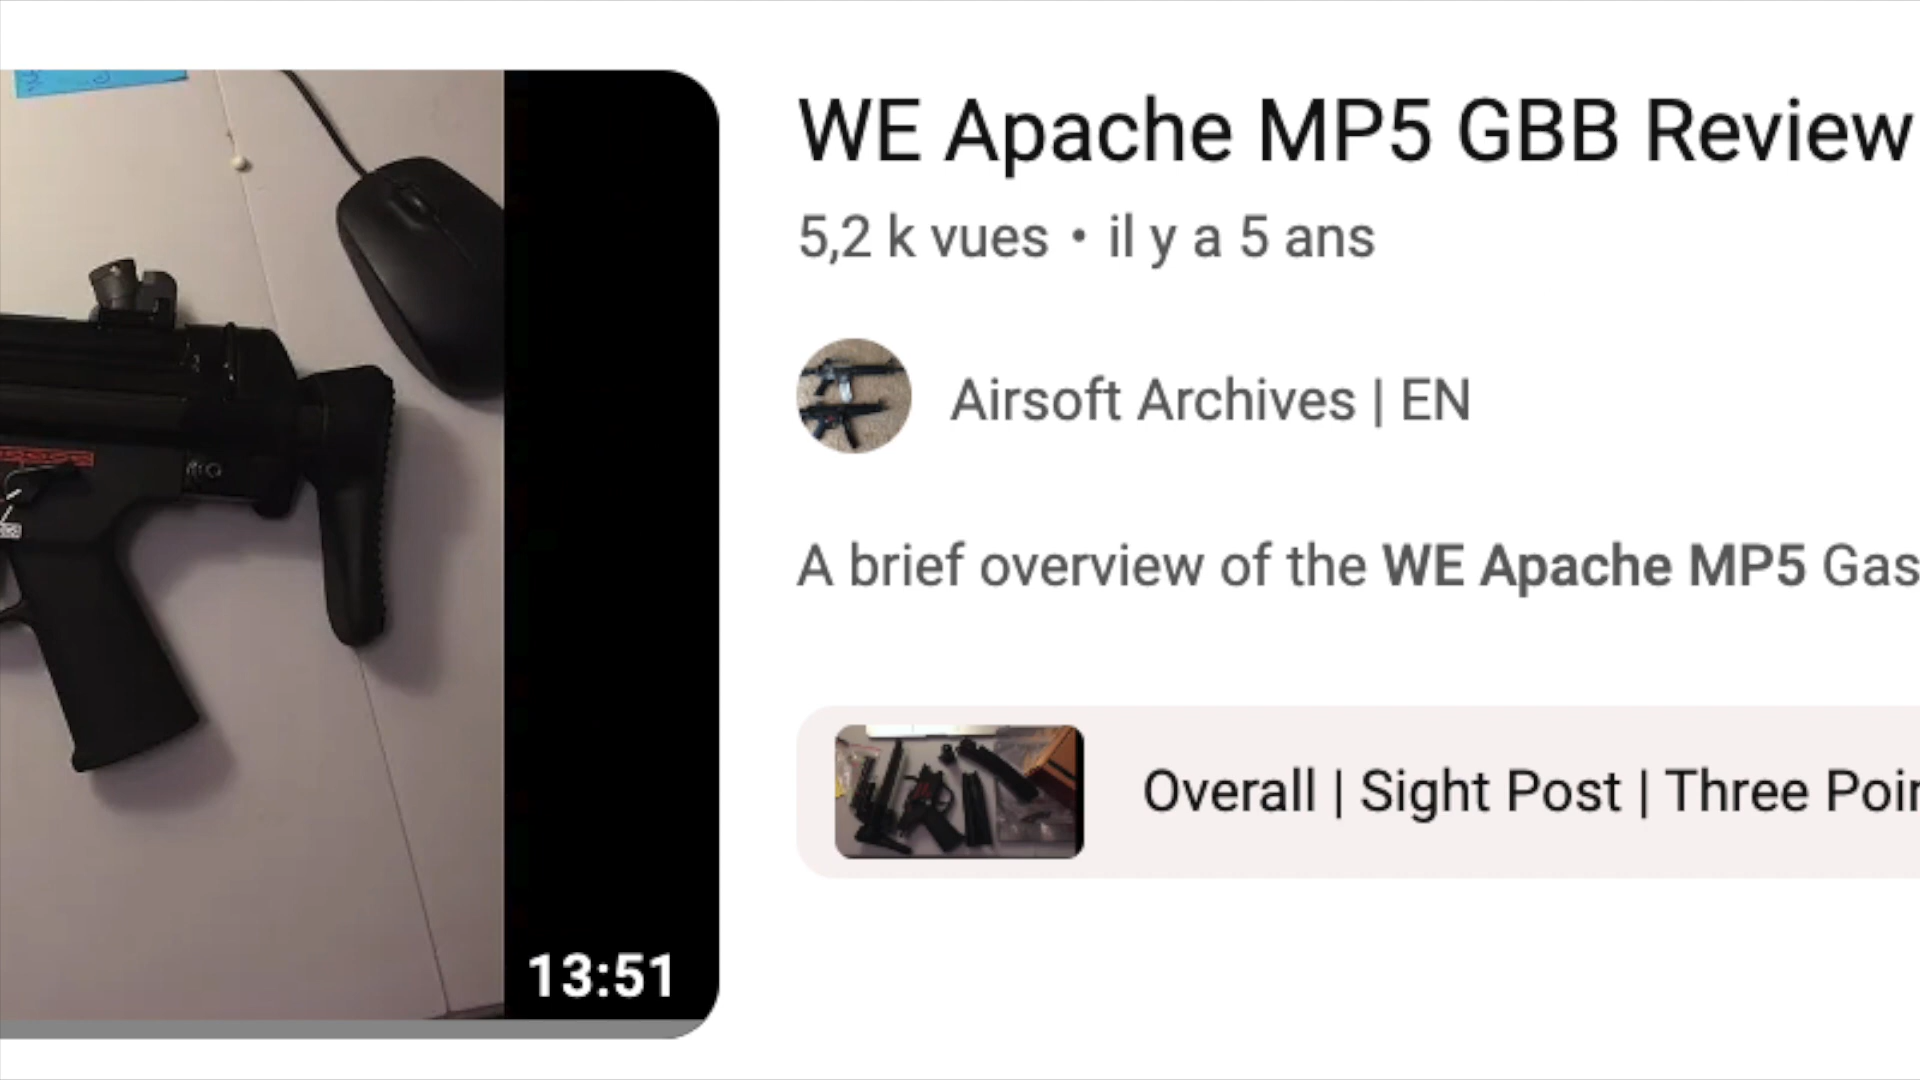 WE Apache MP5 GBB Review
5,2 k vues • il y a 5 ans
Airsoft Archives | EN
A brief overview of the WE Apache MP5 Gas
Overall | Sight Post | Three Poin
13:51